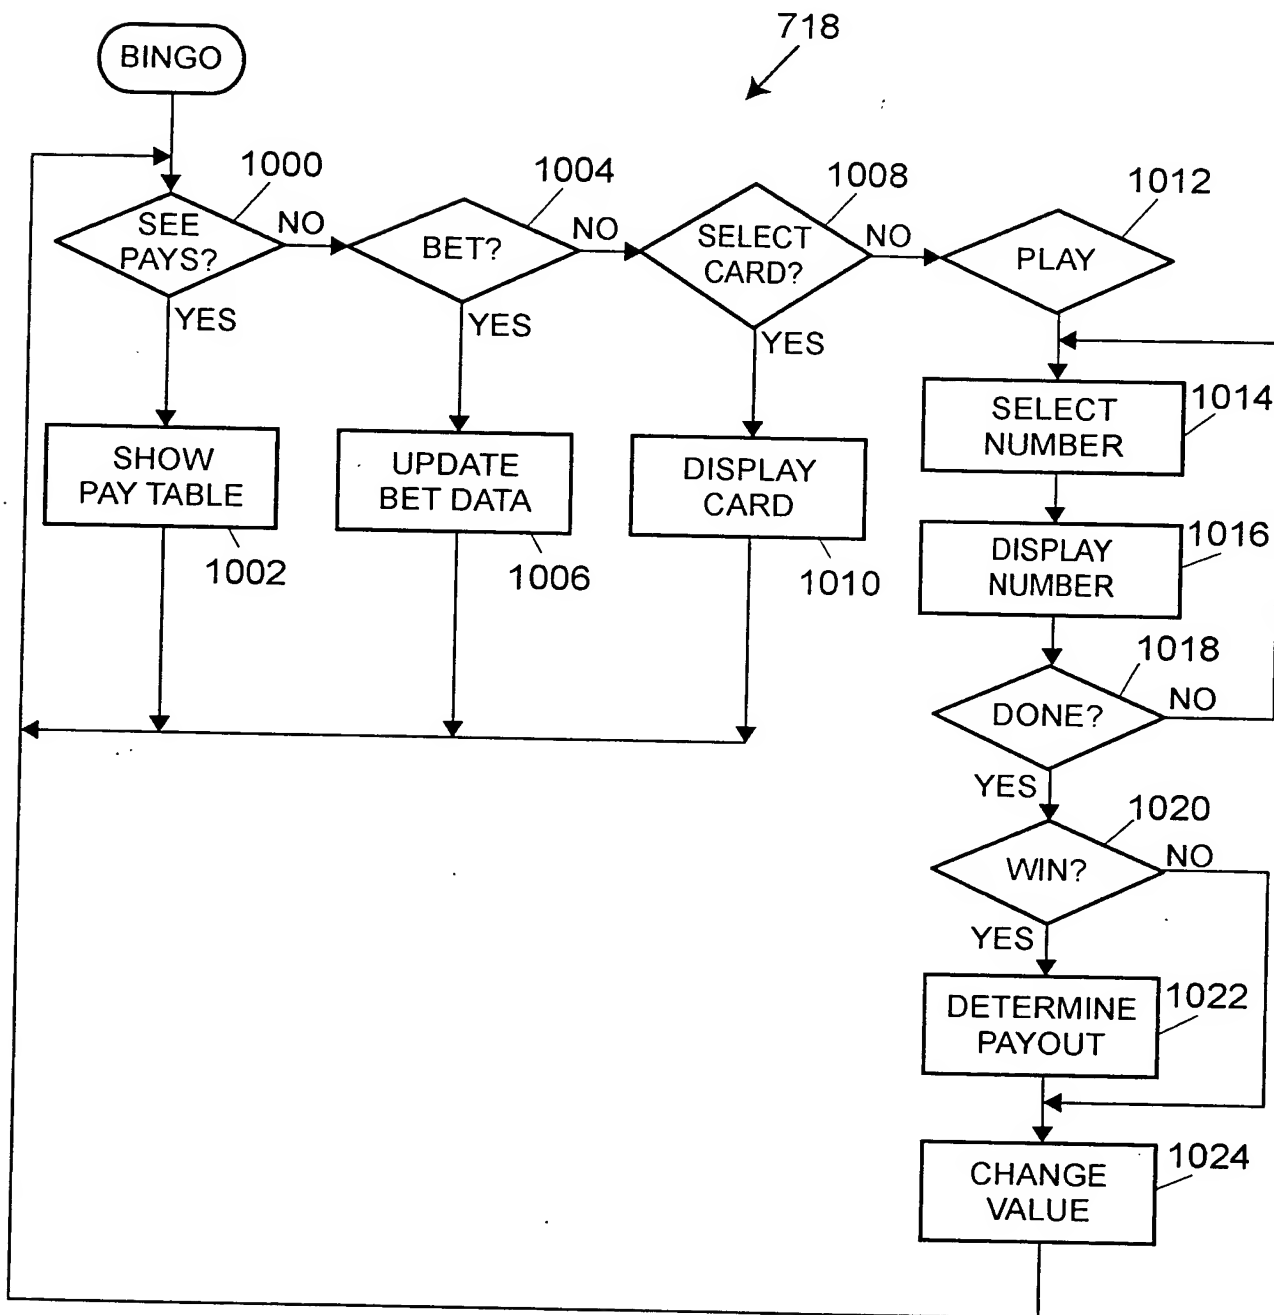 718
BINGO
1000
1004
1008
1012
SEE
PAYS?
NO
BET?
NO
SELECT
CARD?
NO
PLAY
YES
YES
YES
SHOW
PAY TABLE
1002
UPDATE
BET DATA
1006
DISPLAY
CARD
1010
SELECT
NUMBER
1014
DISPLAY
NUMBER
1016
1018
DONE?
NO
YES
1020
WIN?
NO
YES
DETERMINE
PAYOUT
1022
CHANGE
VALUE
1024